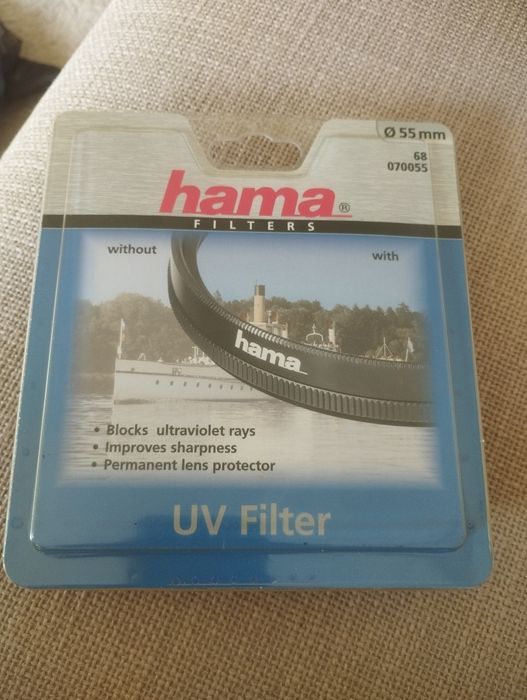 Ø 55 mm
68
070055
hama®
FILTERS
without
with
hama
• Blocks ultraviolet rays
• Improves sharpness
• Permanent lens protector
UV Filter